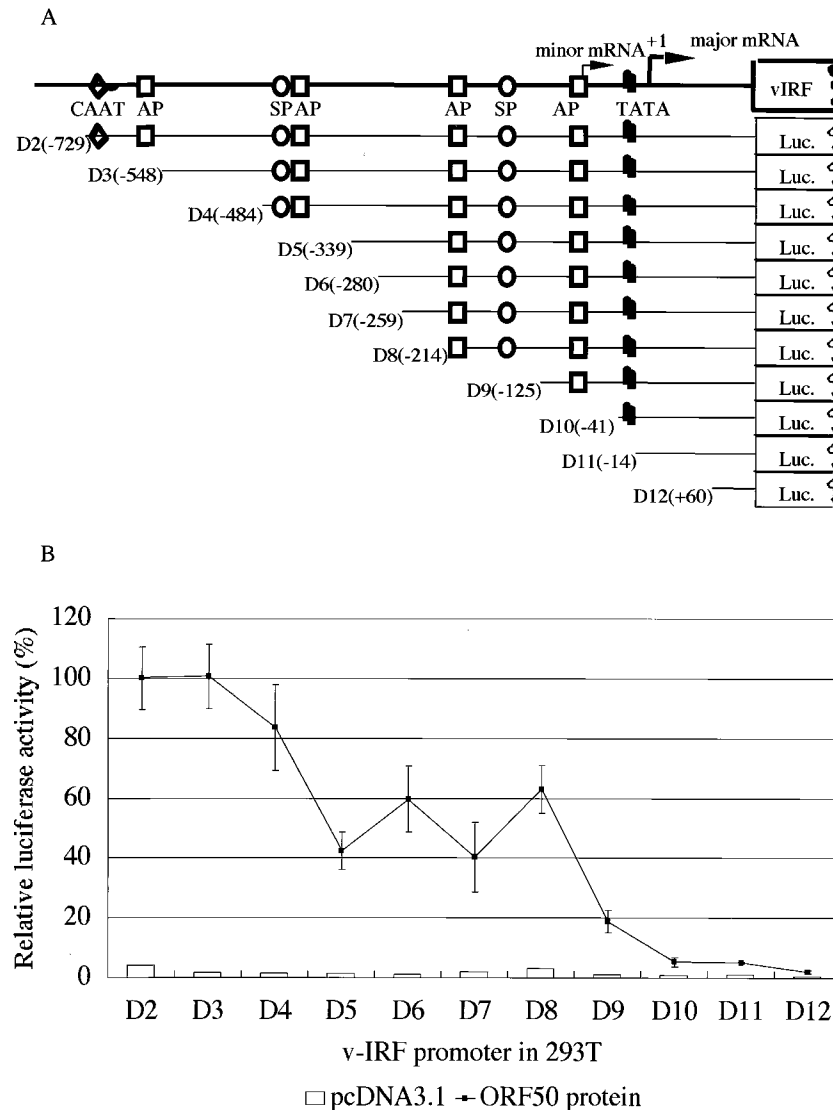 A
minor mRNA +1 major mRNA
vIRF
CAAT AP SP AP AP SP AP TATA
D2(-729) Luc.
D3(-548) Luc.
D4(-484) Luc.
D5(-339) Luc.
D6(-280) Luc.
D7(-259) Luc.
D8(-214) Luc.
D9(-125) Luc.
D10(-41) Luc.
D11(-14) Luc.
D12(+60) Luc.
B
Relative luciferase activity (%)
120
100
80
60
40
20
0
D2 D3 D4 D5 D6 D7 D8 D9 D10 D11 D12
v-IRF promoter in 293T
pcDNA3.1 ORF50 protein